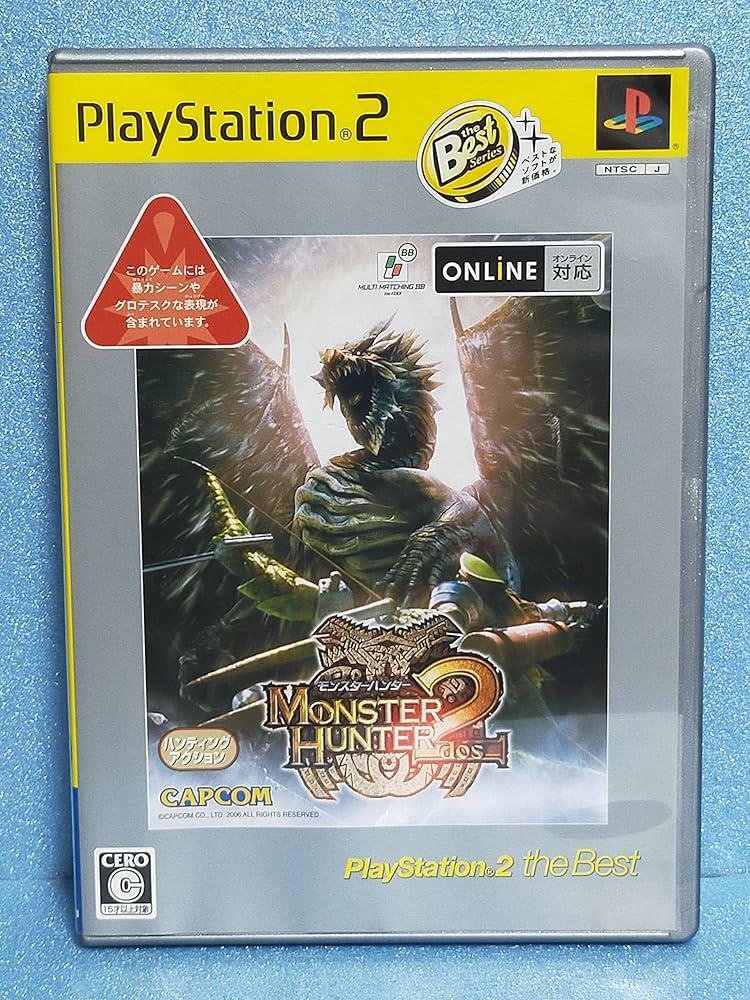 PlayStation®2
the
Best
Series
ベストな
ソフトが
新価格。
®
NTSC J
このゲームには
暴力シーンや
グロテスクな表現が
含まれています。
BB
MULTI MATCHING BB
ONLiNE
オンライン
対応
モンスターハンター
MONSTER
HUNTER
2
dos
ハンティング
アクション
CAPCOM
©CAPCOM CO., LTD. 2006 ALL RIGHTS RESERVED.
PlayStation®2 the Best
CERO
C
15才以上対象